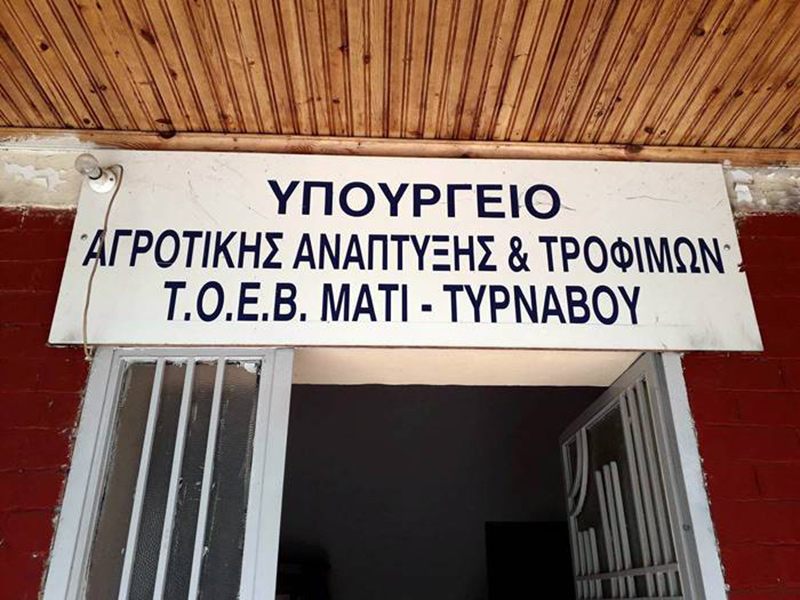 ΥΠΟΥΡΓΕΙΟ
ΑΓΡΟΤΙΚΗΣ ΑΝΑΠΤΥΞΗΣ & ΤΡΟΦΙΜΩΝ
Τ.Ο.Ε.Β. ΜΑΤΙ - ΤΥΡΝΑΒΟΥ